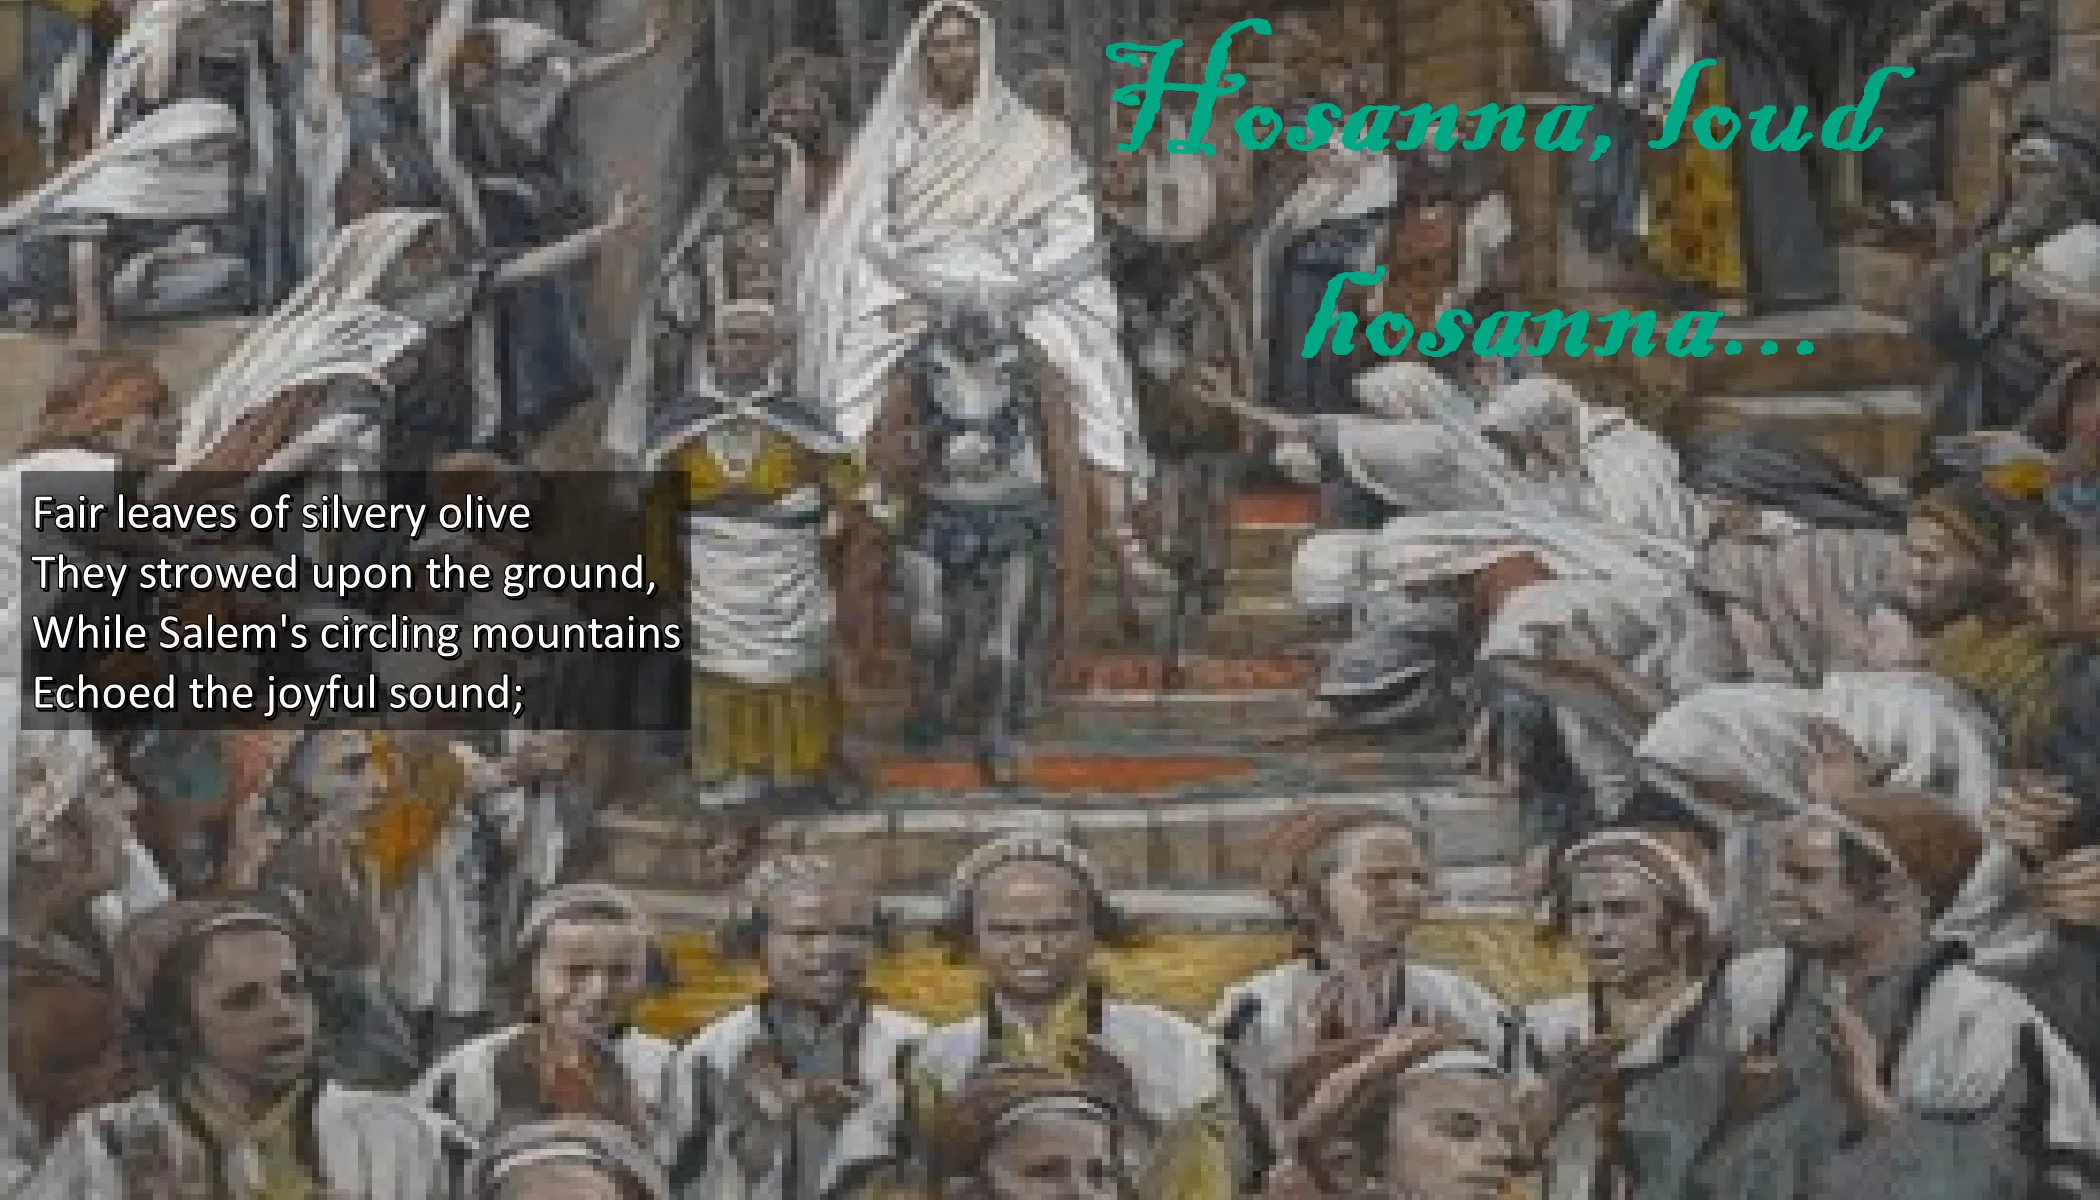 Hosanna, loud
hosanna...
Fair leaves of silvery olive
They strowed upon the ground,
While Salem's circling mountains
Echoed the joyful sound;